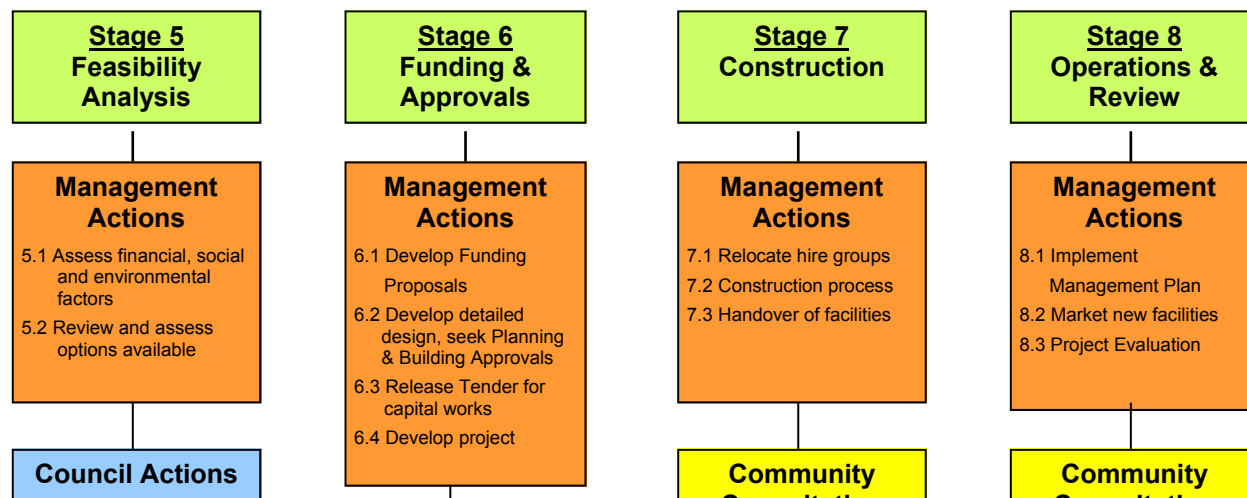 Stage 5
Feasibility
Analysis
Management
Actions
5.1 Assess financial, social
and environmental
factors
5.2 Review and assess
options available
Council Actions
Stage 6
Funding &
Approvals
Management
Actions
6.1 Develop Funding
Proposals
6.2 Develop detailed
design, seek Planning
& Building Approvals
6.3 Release Tender for
capital works
6.4 Develop project
Stage 7
Construction
Management
Actions
7.1 Relocate hire groups
7.2 Construction process
7.3 Handover of facilities
Community
Stage 8
Operations &
Review
Management
Actions
8.1 Implement
Management Plan
8.2 Market new facilities
8.3 Project Evaluation
Community